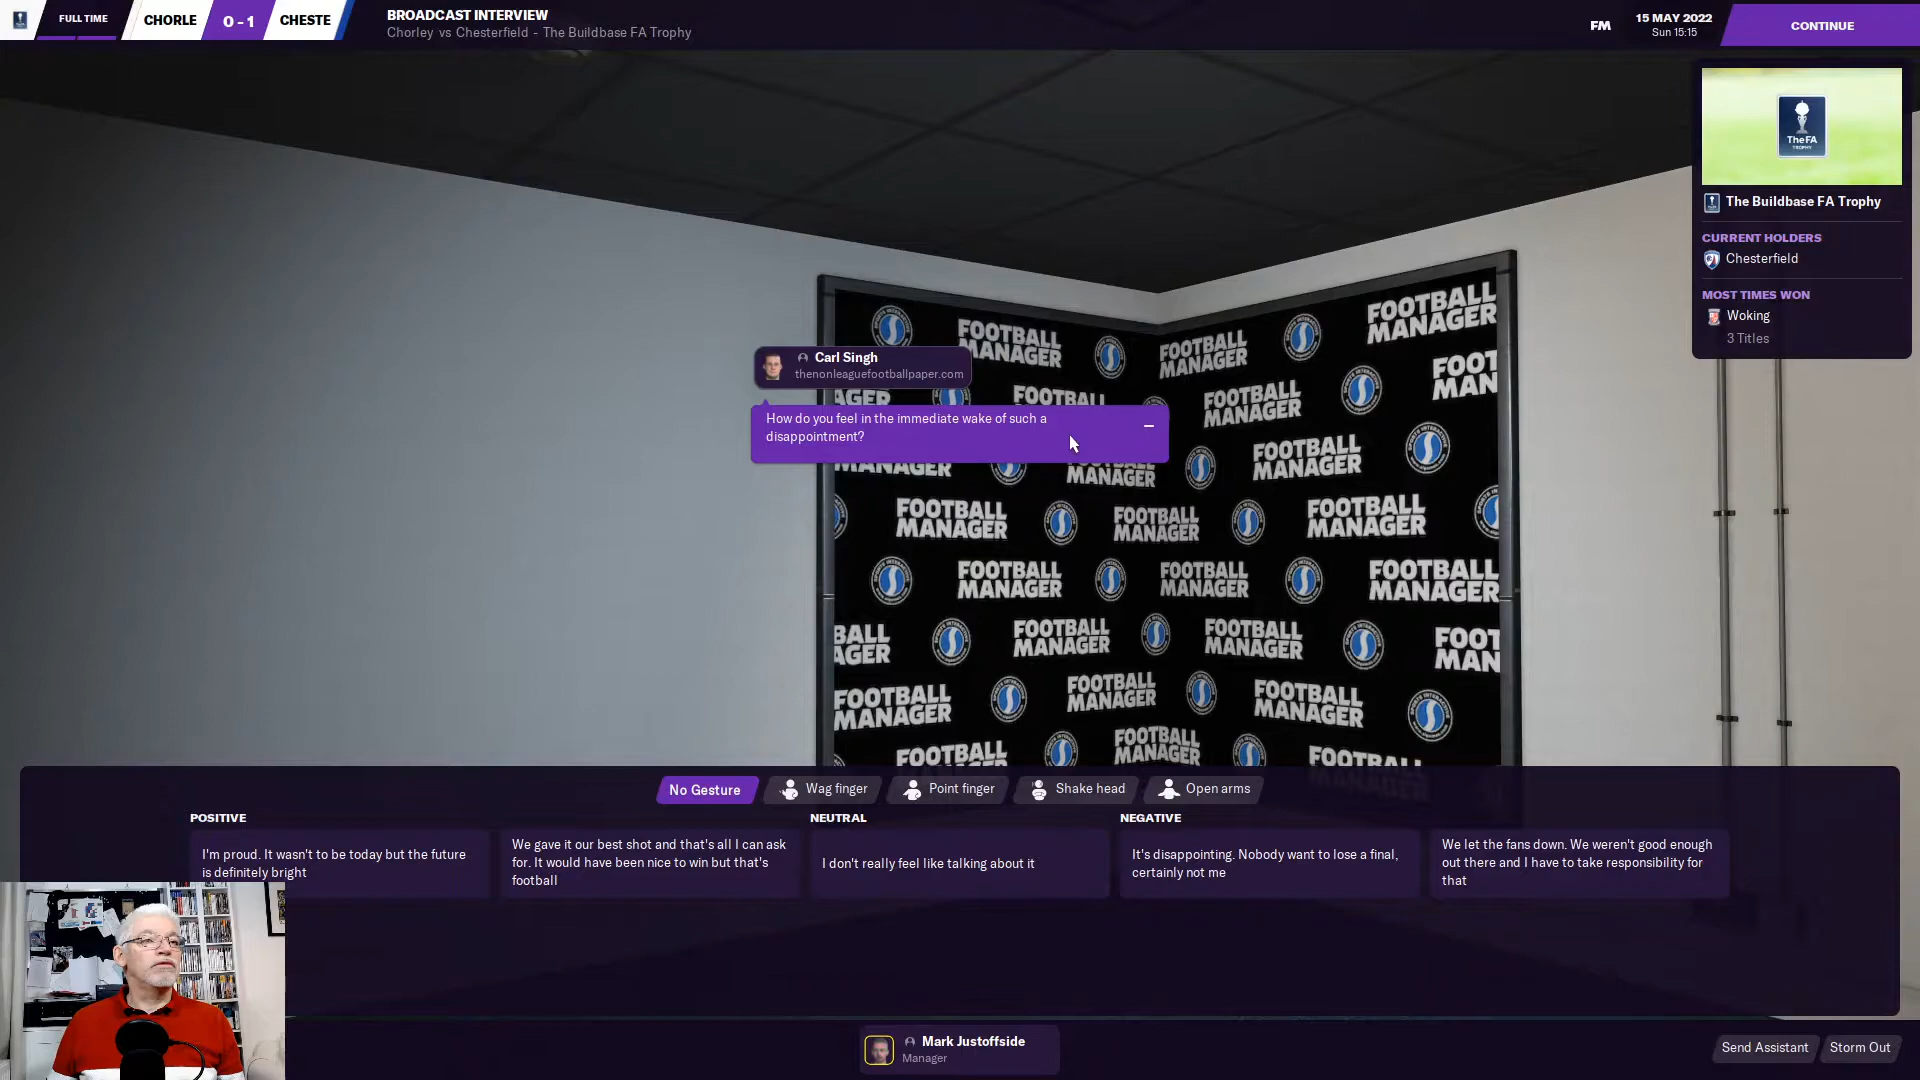 FULL TIME
CHORLE
0 - 1
CHESTE
BROADCAST INTERVIEW
Chorley vs Chesterfield - The Buildbase FA Trophy
FM
15 MAY 2022
Sun 15:15
CONTINUE
TheFA
TROPHY
The Buildbase FA Trophy
CURRENT HOLDERS
Chesterfield
MOST TIMES WON
Woking
3 Titles
Carl Singh
thenonleaguefootballpaper.com
How do you feel in the immediate wake of such a
disappointment?
FOOTBALL
MANAGER
No Gesture
Wag finger
Point finger
Shake head
Open arms
POSITIVE
NEUTRAL
NEGATIVE
I'm proud. It wasn't to be today but the future
is definitely bright
We gave it our best shot and that's all I can ask
for. It would have been nice to win but that's
football
I don't really feel like talking about it
It's disappointing. Nobody want to lose a final,
certainly not me
We let the fans down. We weren't good enough
out there and I have to take responsibility for
that
Mark Justoffside
Manager
Send Assistant
Storm Out